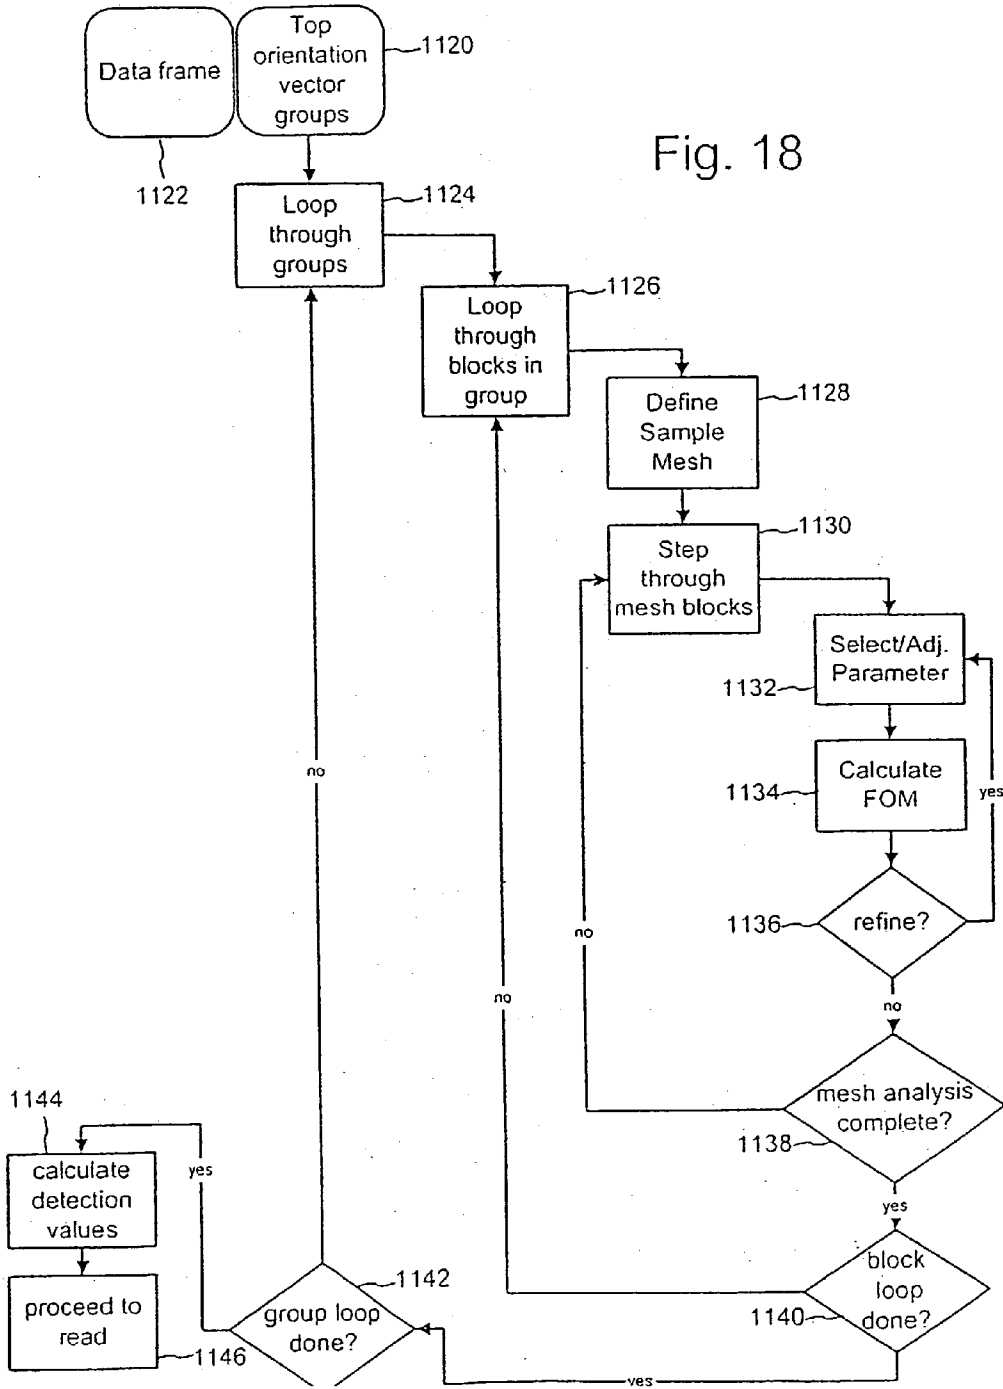 Top
orientation
vector
groups
1120
Data frame
1122
Fig. 18
Loop
through
groups
1124
Loop
through
blocks in
group
1126
Define
Sample
Mesh
1128
Step
through
mesh blocks
1130
Select/Adj.
Parameter
1132
Calculate
FOM
1134
yes
refine?
1136
no
no
no
no
mesh analysis
complete?
1138
yes
block
loop
done?
1140
yes
group loop
done?
1142
yes
1144
calculate
detection
values
proceed to
read
1146